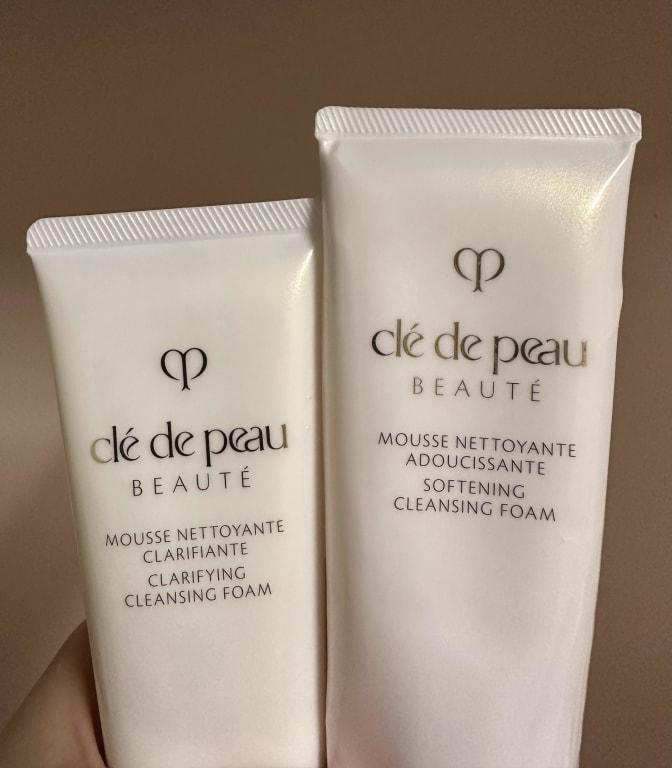 clé de peau
BEAUTÉ
MOUSSE NETTOYANTE
CLARIFIANTE
CLARIFYING
CLEANSING FOAM
clé de peau
BEAUTÉ
MOUSSE NETTOYANTE
ADOUCISSANTE
SOFTENING
CLEANSING FOAM